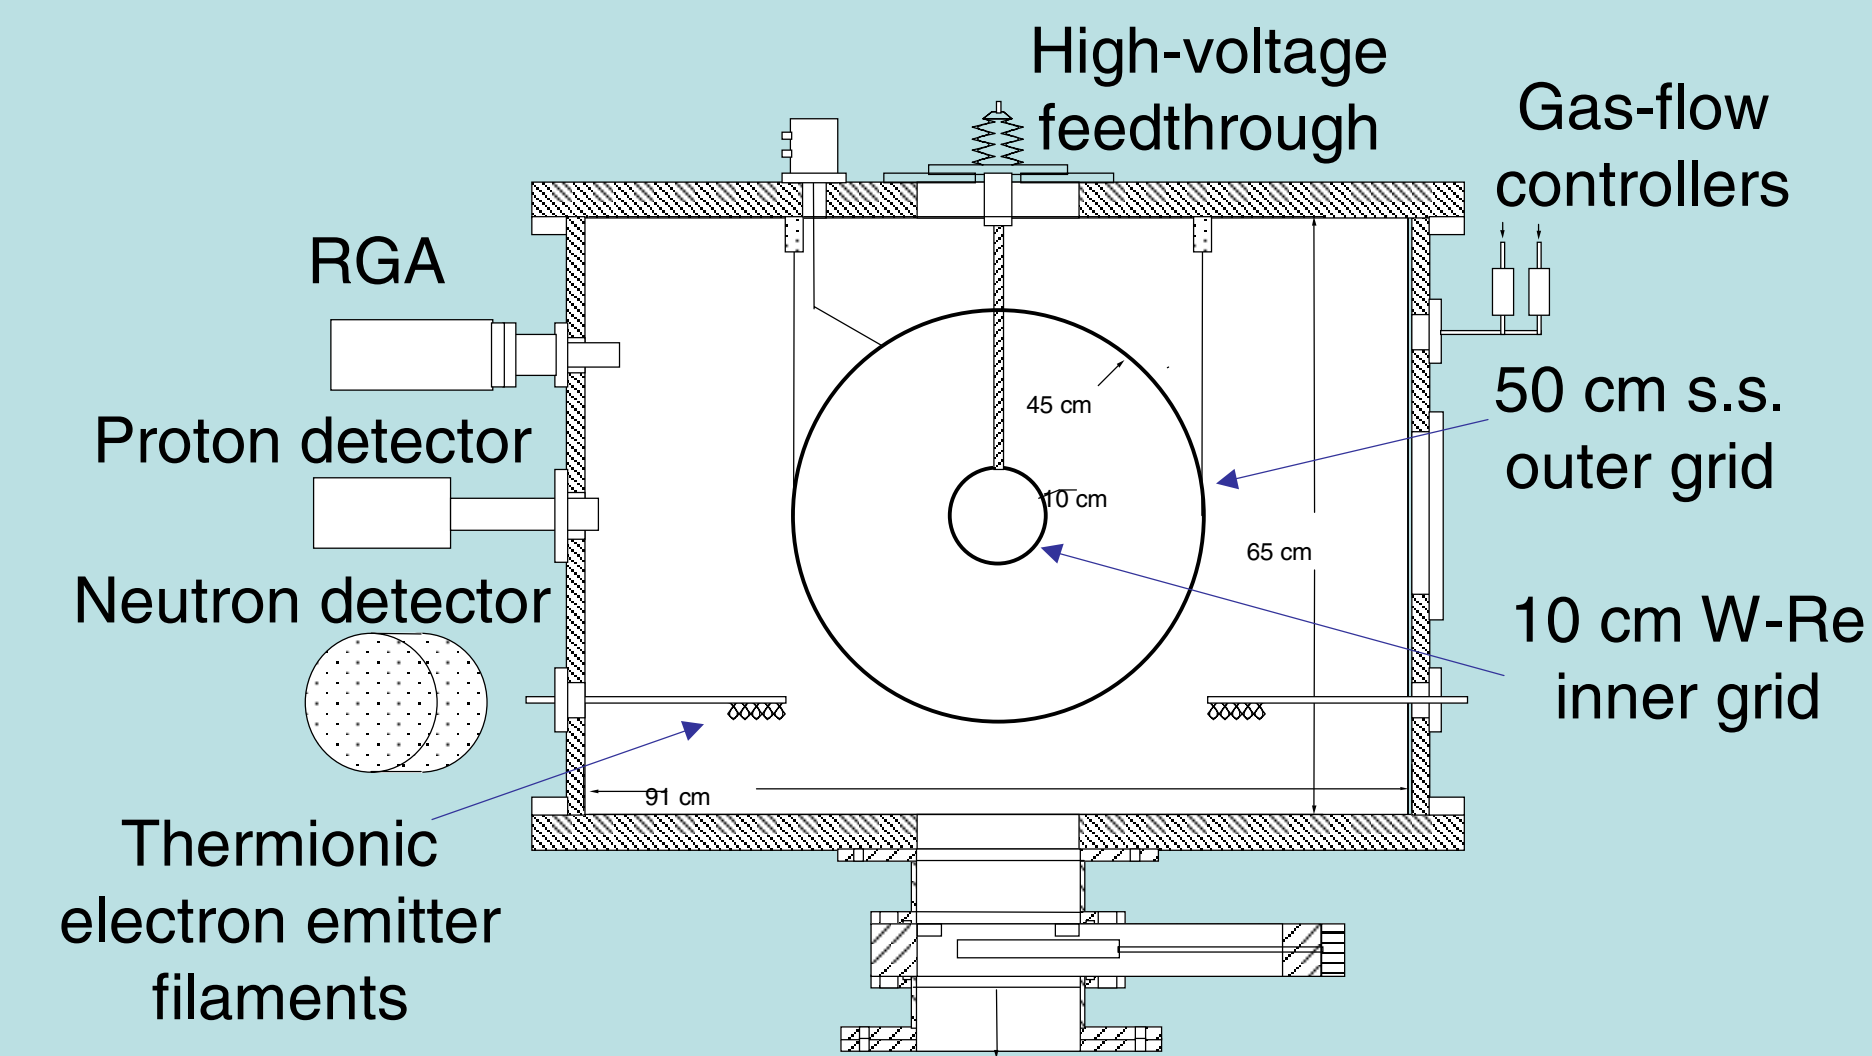 High-voltage
feedthrough
Gas-flow
controllers
RGA
Proton detector
45 cm
50 cm s.s.
outer grid
10 cm
65 cm
Neutron detector
10 cm W-Re
inner grid
91 cm
Thermionic
electron emitter
filaments